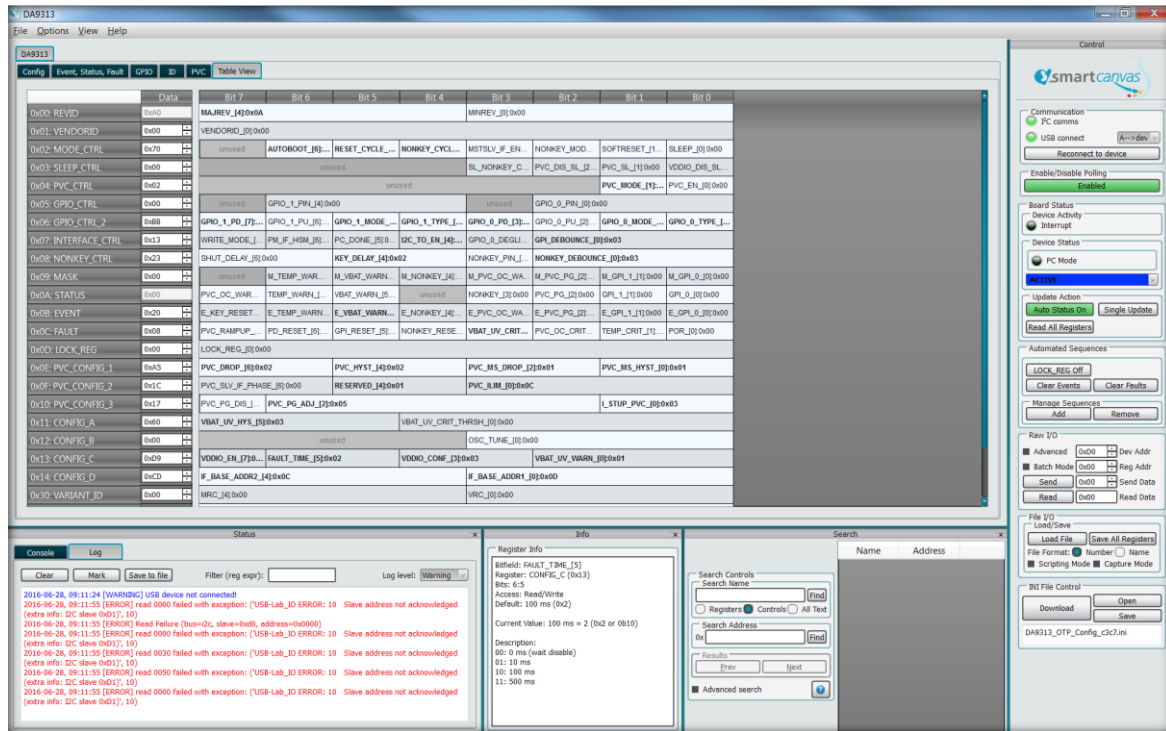 DA9313
File Options View Help
DA9313
Config Event, Status, Fault GPIO ID PVC Table View
Data Bit 7 Bit 6 Bit 5 Bit 4 Bit 3 Bit 2 Bit 1 Bit 0
0x00: REVID 0xA0 MAJREV_[4]:0x0A MINREV_[0]:0x00
0x01: VENDORID 0x00 VENDORID_[0]:0x00
0x02: MODE_CTRL 0x70 unused AUTOBOOT_[6]:... RESET_CYCLE_... NONKEY_CYCL... MSTSLV_IF_EN... NONKEY_MOD... SOFTRESET_[1... SLEEP_[0]:0x00
0x03: SLEEP_CTRL 0x00 unused SL_NONKEY_C... PVC_DIS_SL_[2... PVC_SL_[1]:0x00 VDDIO_DIS_SL...
0x04: PVC_CTRL 0x02 unused PVC_MODE_[1]:... PVC_EN_[0]:0x00
0x05: GPIO_CTRL 0x00 unused GPIO_1_PIN_[4]:0x00 unused GPIO_0_PIN_[0]:0x00
0x06: GPIO_CTRL_2 0xBB GPIO_1_PD_[7]:... GPIO_1_PU_[6]:... GPIO_1_MODE_... GPIO_1_TYPE_[... GPIO_0_PD_[3]:... GPIO_0_PU_[2]:... GPIO_0_MODE_... GPIO_0_TYPE_[...
0x07: INTERFACE_CTRL 0x13 WRITE_MODE_[... PM_IF_HSM_[6]:... PC_DONE_[5]:0... I2C_TO_EN_[4]:... GPIO_0_DEGLI... GPI_DEBOUNCE_[0]:0x03
0x08: NONKEY_CTRL 0x23 SHUT_DELAY_[6]:0x00 KEY_DELAY_[4]:0x02 NONKEY_PIN_[... NONKEY_DEBOUNCE_[0]:0x03
0x09: MASK 0x00 unused M_TEMP_WAR... M_VBAT_WARN... M_NONKEY_[4]:... M_PVC_OC_WA... M_PVC_PG_[2]:... M_GPI_1_[1]:0x00 M_GPI_0_[0]:0x00
0x0A: STATUS 0x00 PVC_OC_WAR... TEMP_WARN_[... VBAT_WARN_[5... unused NONKEY_[3]:0x00 PVC_PG_[2]:0x00 GPI_1_[1]:0x00 GPI_0_[0]:0x00
0x0B: EVENT 0x20 E_KEY_RESET... E_TEMP_WARN... E_VBAT_WARN... E_NONKEY_[4]:... E_PVC_OC_WA... E_PVC_PG_[2]:... E_GPI_1_[1]:0x00 E_GPI_0_[0]:0x00
0x0C: FAULT 0x08 PVC_RAMPUP_... PD_RESET_[6]:... GPI_RESET_[5]:... NONKEY_RESE... VBAT_UV_CRIT... PVC_OC_CRIT... TEMP_CRIT_[1]:... POR_[0]:0x00
0x0D: LOCK_REG 0x00 LOCK_REG_[0]:0x00
0x0E: PVC_CONFIG_1 0xA5 PVC_DROP_[6]:0x02 PVC_HYST_[4]:0x02 PVC_MS_DROP_[2]:0x01 PVC_MS_HYST_[0]:0x01
0x0F: PVC_CONFIG_2 0x1C PVC_SLV_IF_PHASE_[6]:0x00 RESERVED_[4]:0x01 PVC_ILIM_[0]:0x0C
0x10: PVC_CONFIG_3 0x17 PVC_PG_DIS_[... PVC_PG_ADJ_[2]:0x05 I_STUP_PVC_[0]:0x03
0x11: CONFIG_A 0x60 VBAT_UV_HYS_[5]:0x03 VBAT_UV_CRIT_THRSH_[0]:0x00
0x12: CONFIG_B 0x00 unused OSC_TUNE_[0]:0x00
0x13: CONFIG_C 0xD9 VDDIO_EN_[7]:0... FAULT_TIME_[5]:0x02 VDDIO_CONF_[3]:0x03 VBAT_UV_WARN_[0]:0x01
0x14: CONFIG_D 0xCD IF_BASE_ADDR2_[4]:0x0C IF_BASE_ADDR1_[0]:0x0D
0x30: VARIANT_ID 0x00 MRC_[4]:0x00 VRC_[0]:0x00
Control
smartcanvas
Communication
I²C comms
USB connect A-->dev
Reconnect to device
Enable/Disable Polling
Enabled
Board Status
Device Activity
Interrupt
Device Status
PC Mode
ACTIVE
Update Action
Auto Status On Single Update
Read All Registers
Automated Sequences
LOCK_REG Off
Clear Events Clear Faults
Manage Sequences
Add Remove
Raw I/O
Advanced 0xD0 Dev Addr
Batch Mode 0x00 Reg Addr
Send 0x00 Send Data
Read 0x00 Read Data
File I/O
Load/Save
Load File Save All Registers
File Format: Number Name
Scripting Mode Capture Mode
INI File Control
Download Open
Save
DA9313_OTP_Config_c3c7.ini
Status
Console Log
Clear Mark Save to file Filter (reg expr): Log level: Warning
2016-06-28, 09:11:24 [WARNING] USB device not connected!
2016-06-28, 09:11:55 [ERROR] read 0000 failed with exception: ('USB-Lab_IO ERROR: 10 Slave address not acknowledged
(extra info: I2C slave 0xD1)', 10)
2016-06-28, 09:11:55 [ERROR] Read Failure (bus=i2c, slave=0xd0, address=0x0000)
2016-06-28, 09:11:55 [ERROR] read 0000 failed with exception: ('USB-Lab_IO ERROR: 10 Slave address not acknowledged
(extra info: I2C slave 0xD1)', 10)
2016-06-28, 09:11:55 [ERROR] read 0030 failed with exception: ('USB-Lab_IO ERROR: 10 Slave address not acknowledged
(extra info: I2C slave 0xD1)', 10)
2016-06-28, 09:11:55 [ERROR] read 0050 failed with exception: ('USB-Lab_IO ERROR: 10 Slave address not acknowledged
(extra info: I2C slave 0xD1)', 10)
2016-06-28, 09:11:55 [ERROR] read 0000 failed with exception: ('USB-Lab_IO ERROR: 10 Slave address not acknowledged
(extra info: I2C slave 0xD1)', 10)
Info
Register Info
Bitfield: FAULT_TIME_[5]
Register: CONFIG_C (0x13)
Bits: 6:5
Access: Read/Write
Default: 100 ms (0x2)
Current Value: 100 ms = 2 (0x2 or 0b10)
Description:
00: 0 ms (wait disable)
01: 10 ms
10: 100 ms
11: 500 ms
Search
Search Controls
Search Name
Find
Registers Controls All Text
Search Address
0x Find
Results
Prev Next
Advanced search ?
Name Address